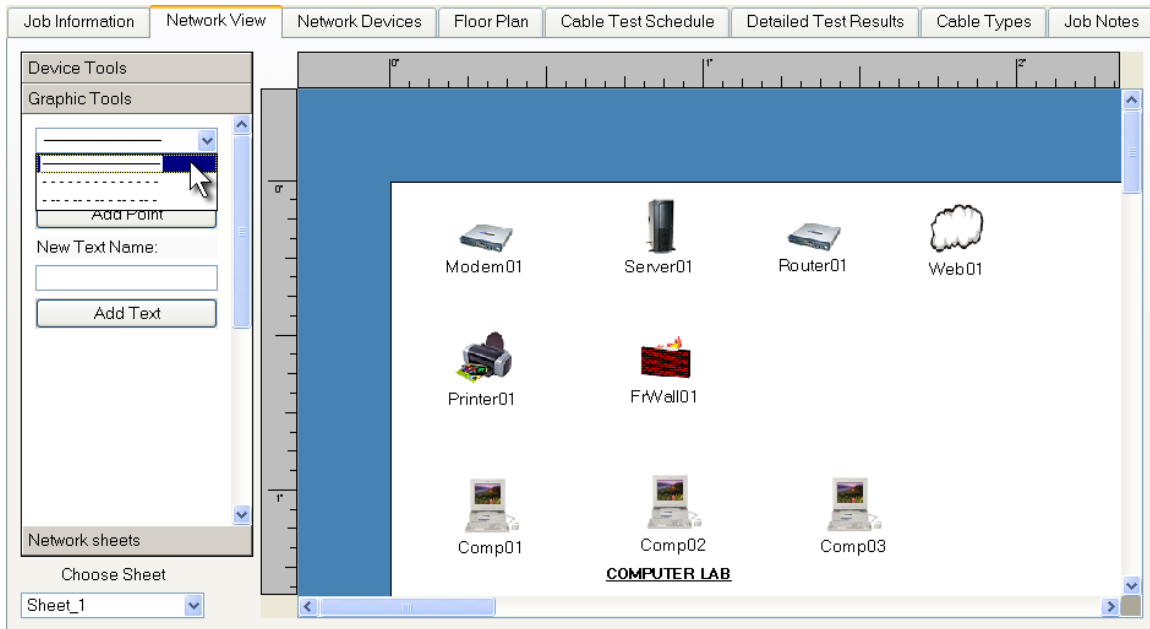 Job Information Network View Network Devices Floor Plan Cable Test Schedule Detailed Test Results Cable Types Job Notes
Device Tools
Graphic Tools
Add Point
New Text Name:
Add Text
Network sheets
Choose Sheet
Sheet_1
0" 1" 2"
0"
1"
Modem01 Server01 Router01 Web01
Printer01 FrWall01
Comp01 Comp02 Comp03
COMPUTER LAB